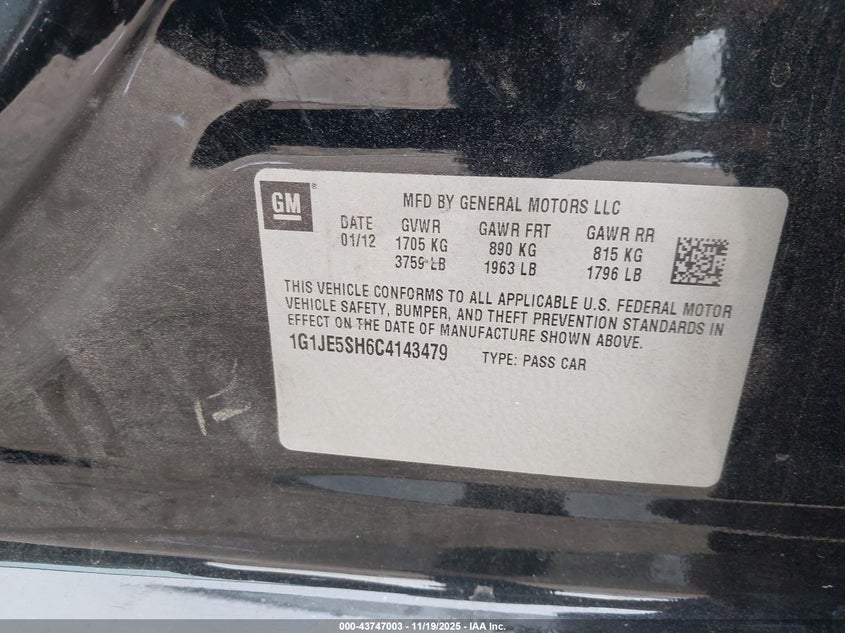 GM®
MFD BY GENERAL MOTORS LLC
DATE GVWR GAWR FRT GAWR RR
01/12 1705 KG 890 KG 815 KG
3759 LB 1963 LB 1796 LB
THIS VEHICLE CONFORMS TO ALL APPLICABLE U.S. FEDERAL MOTOR
VEHICLE SAFETY, BUMPER, AND THEFT PREVENTION STANDARDS IN
EFFECT ON THE DATE OF MANUFACTURE SHOWN ABOVE.
1G1JE5SH6C4143479 TYPE: PASS CAR
000-43747003 - 11/19/2025 - IAA Inc.